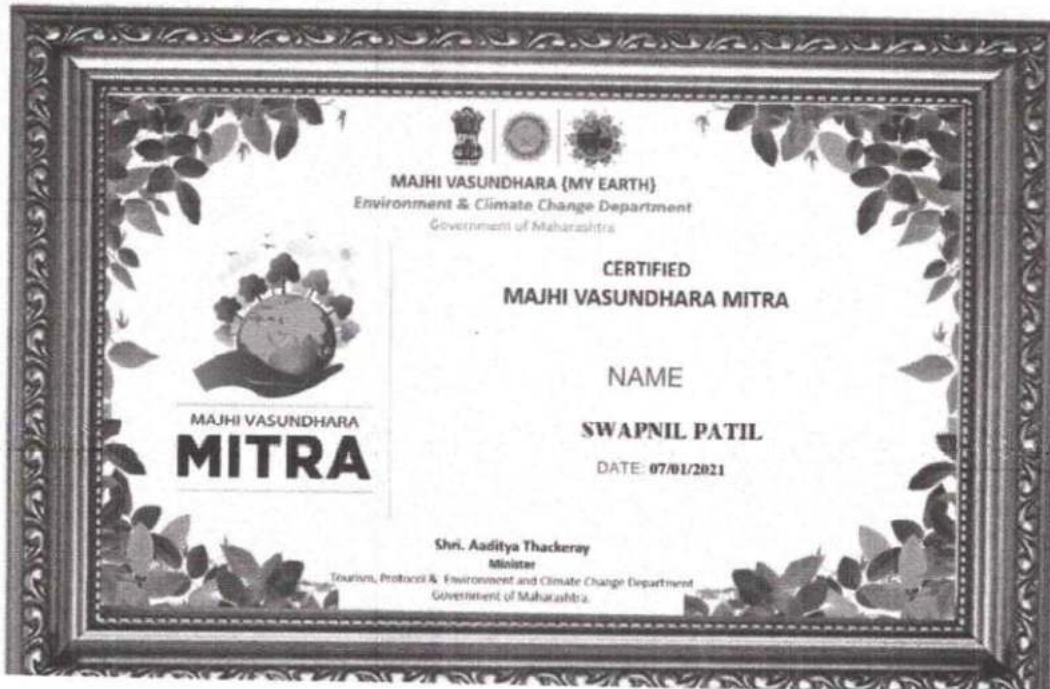 MAJHI VASUNDHARA {MY EARTH}
Environment & Climate Change Department
Government of Maharashtra
CERTIFIED
MAJHI VASUNDHARA MITRA
NAME
SWAPNIL PATIL
DATE: 07/01/2021
MAJHI VASUNDHARA
MITRA
Shri. Aaditya Thackeray
Minister
Tourism, Protocol & Environment and Climate Change Department
Government of Maharashtra.